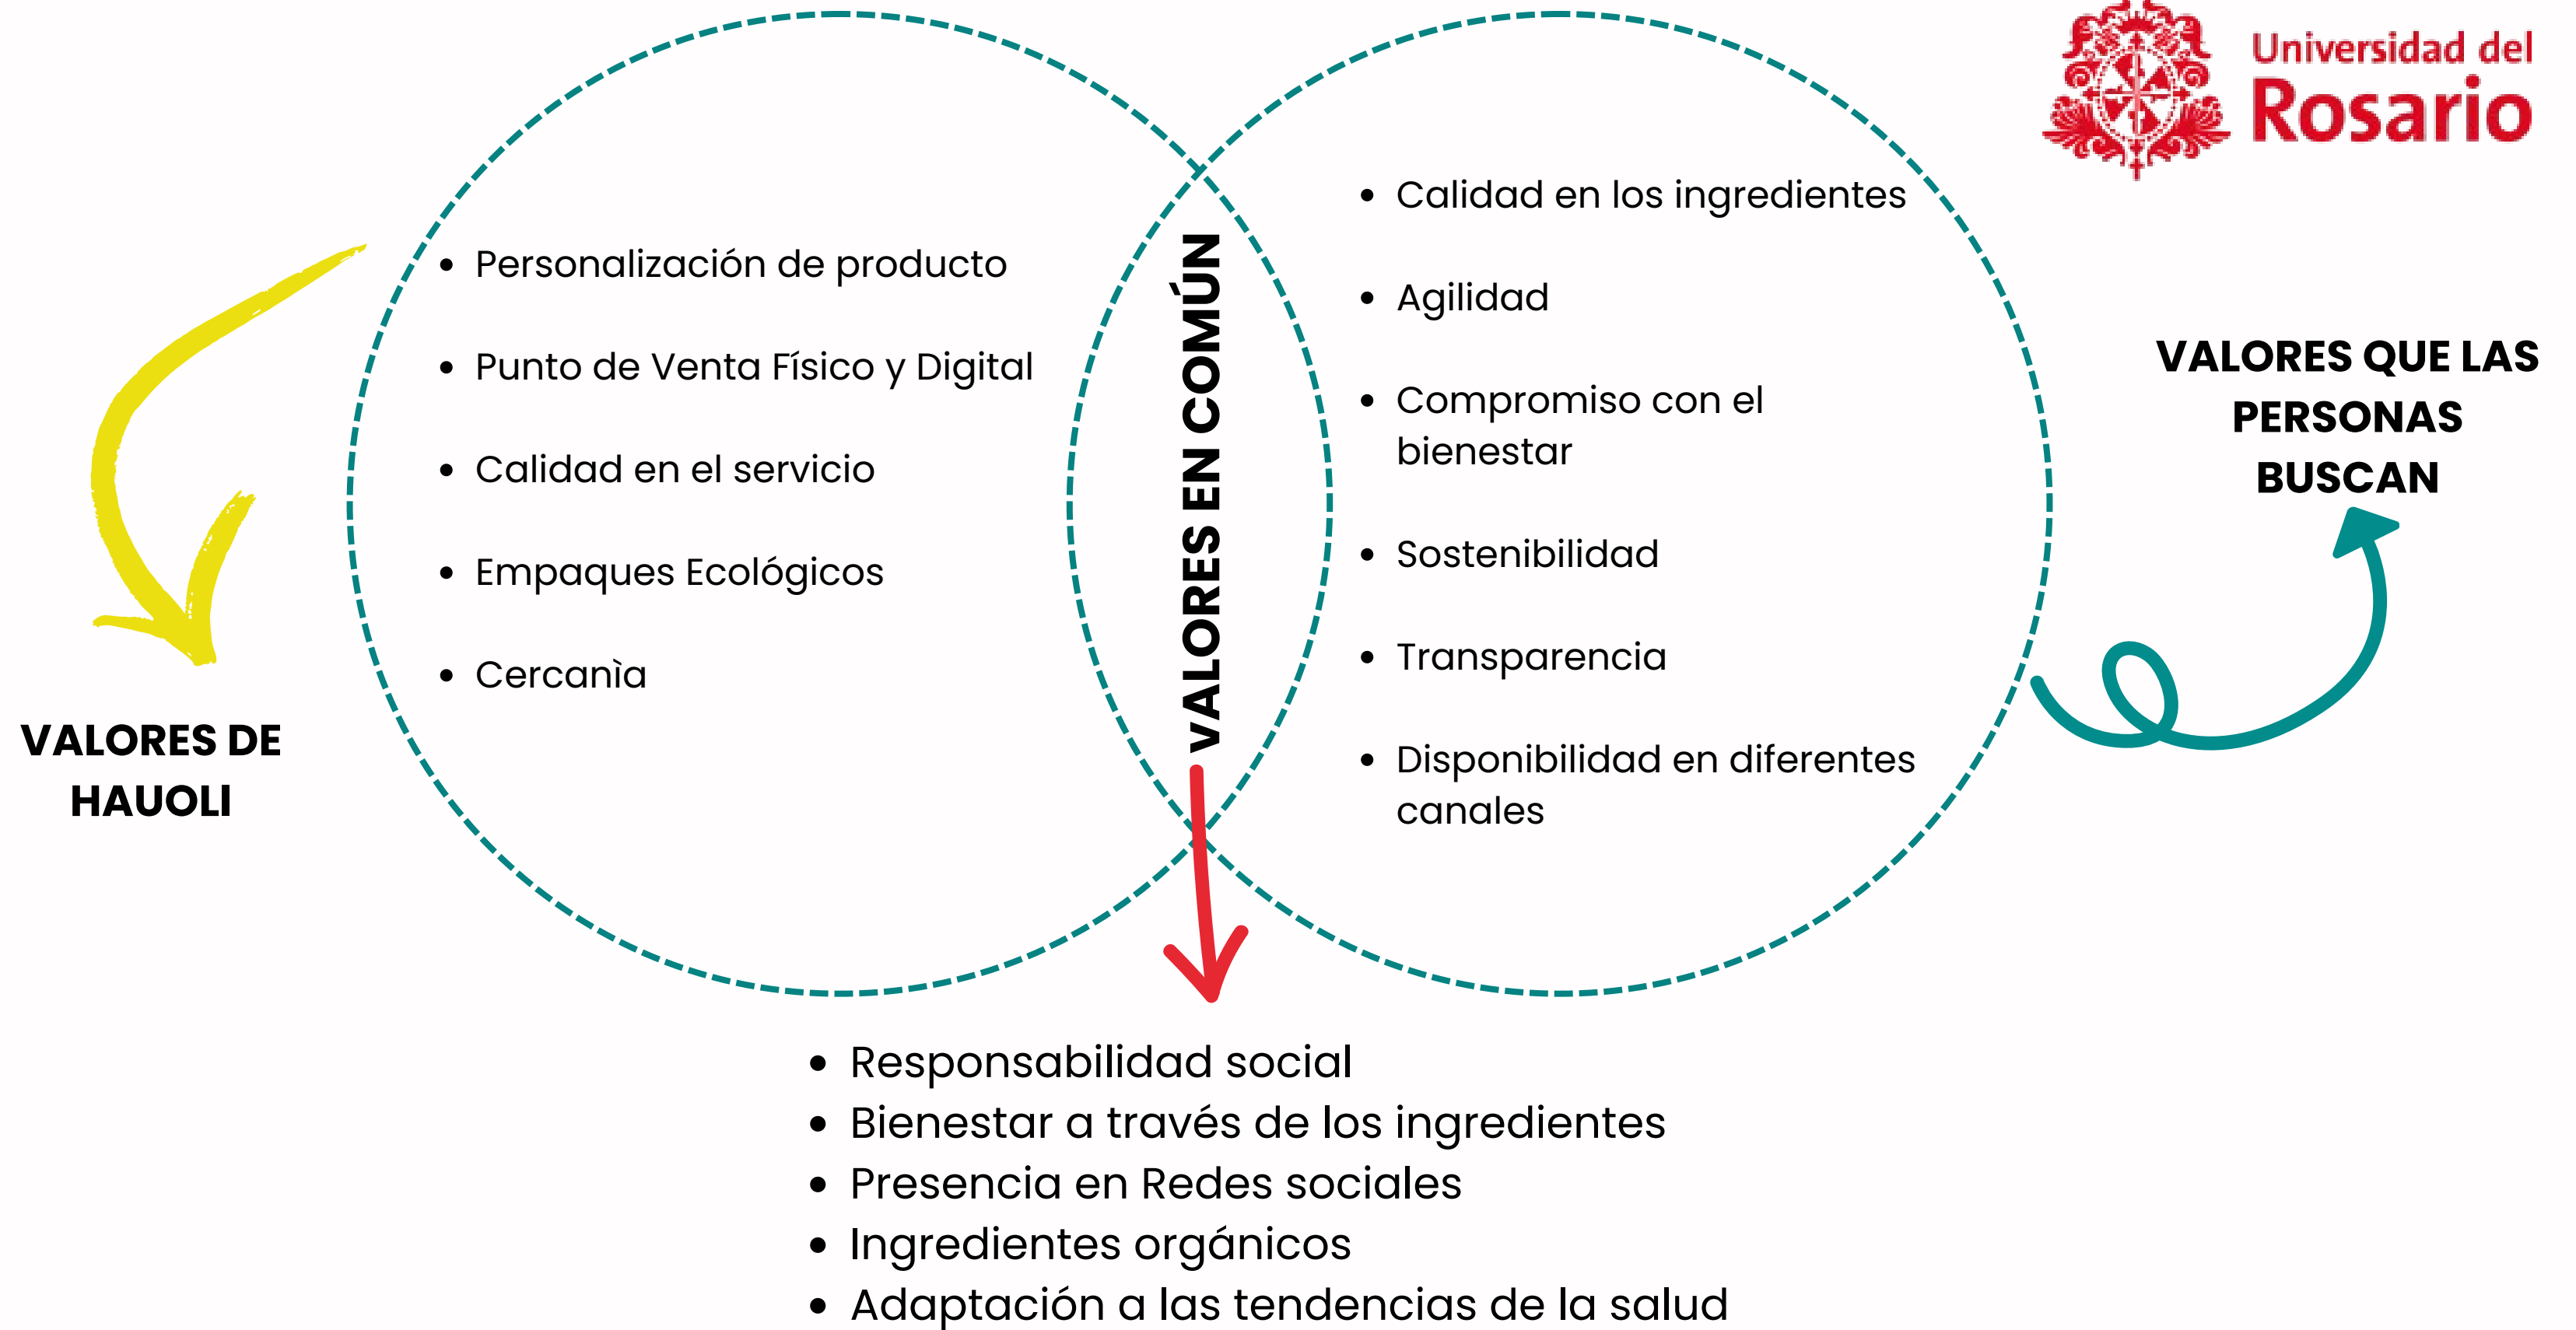 Universidad del
Rosario
• Personalización de producto
• Punto de Venta Físico y Digital
• Calidad en el servicio
• Empaques Ecológicos
• Cercanìa
VALORES DE
HAUOLI
vALORES EN COMÚN
• Calidad en los ingredientes
• Agilidad
• Compromiso con el
bienestar
• Sostenibilidad
• Transparencia
• Disponibilidad en diferentes
canales
VALORES QUE LAS
PERSONAS
BUSCAN
• Responsabilidad social
• Bienestar a través de los ingredientes
• Presencia en Redes sociales
• Ingredientes orgánicos
• Adaptación a las tendencias de la salud